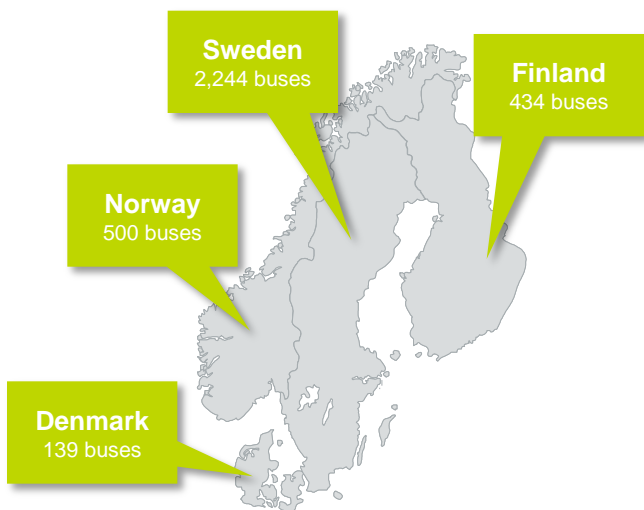 Sweden
2,244 buses
Finland
434 buses
Norway
500 buses
Denmark
139 buses